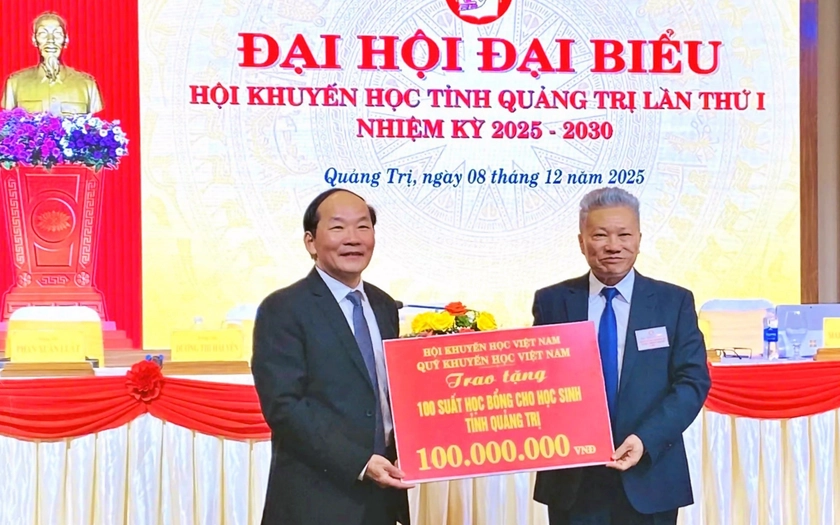 ĐẠI HỘI ĐẠI BIỂU
HỘI KHUYẾN HỌC TỈNH QUẢNG TRỊ LẦN THỨ I
NHIỆM KỲ 2025 - 2030
Quảng Trị, ngày 08 tháng 12 năm 2025
HỘI KHUYẾN HỌC VIỆT NAM
QUỸ KHUYẾN HỌC VIỆT NAM
Trao tặng
100 SUẤT HỌC BỔNG CHO HỌC SINH
TỈNH QUẢNG TRỊ
100.000.000 VNĐ